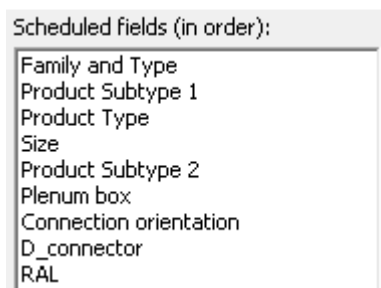 Scheduled fields (in order):
Family and Type
Product Subtype 1
Product Type
Size
Product Subtype 2
Plenum box
Connection orientation
D_connector
RAL